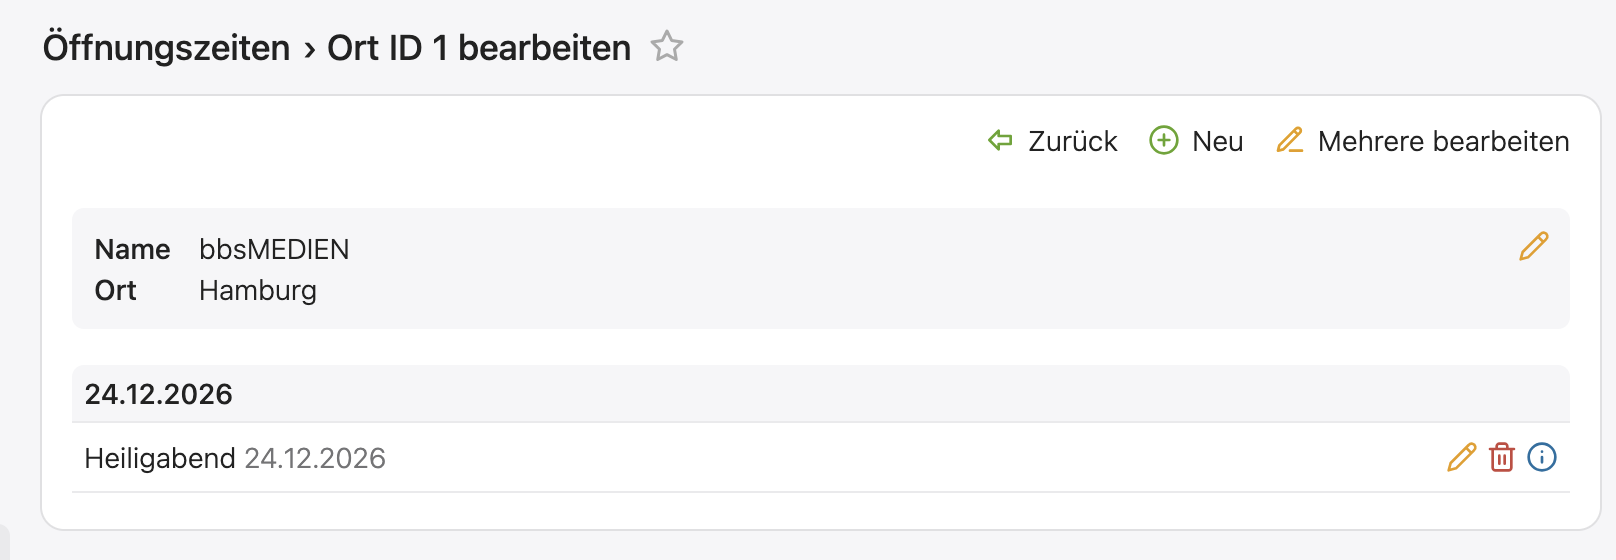 Öffnungszeiten › Ort ID 1 bearbeiten
Zurück Neu Mehrere bearbeiten
Name bbsMEDIEN
Ort Hamburg
24.12.2026
Heiligabend 24.12.2026